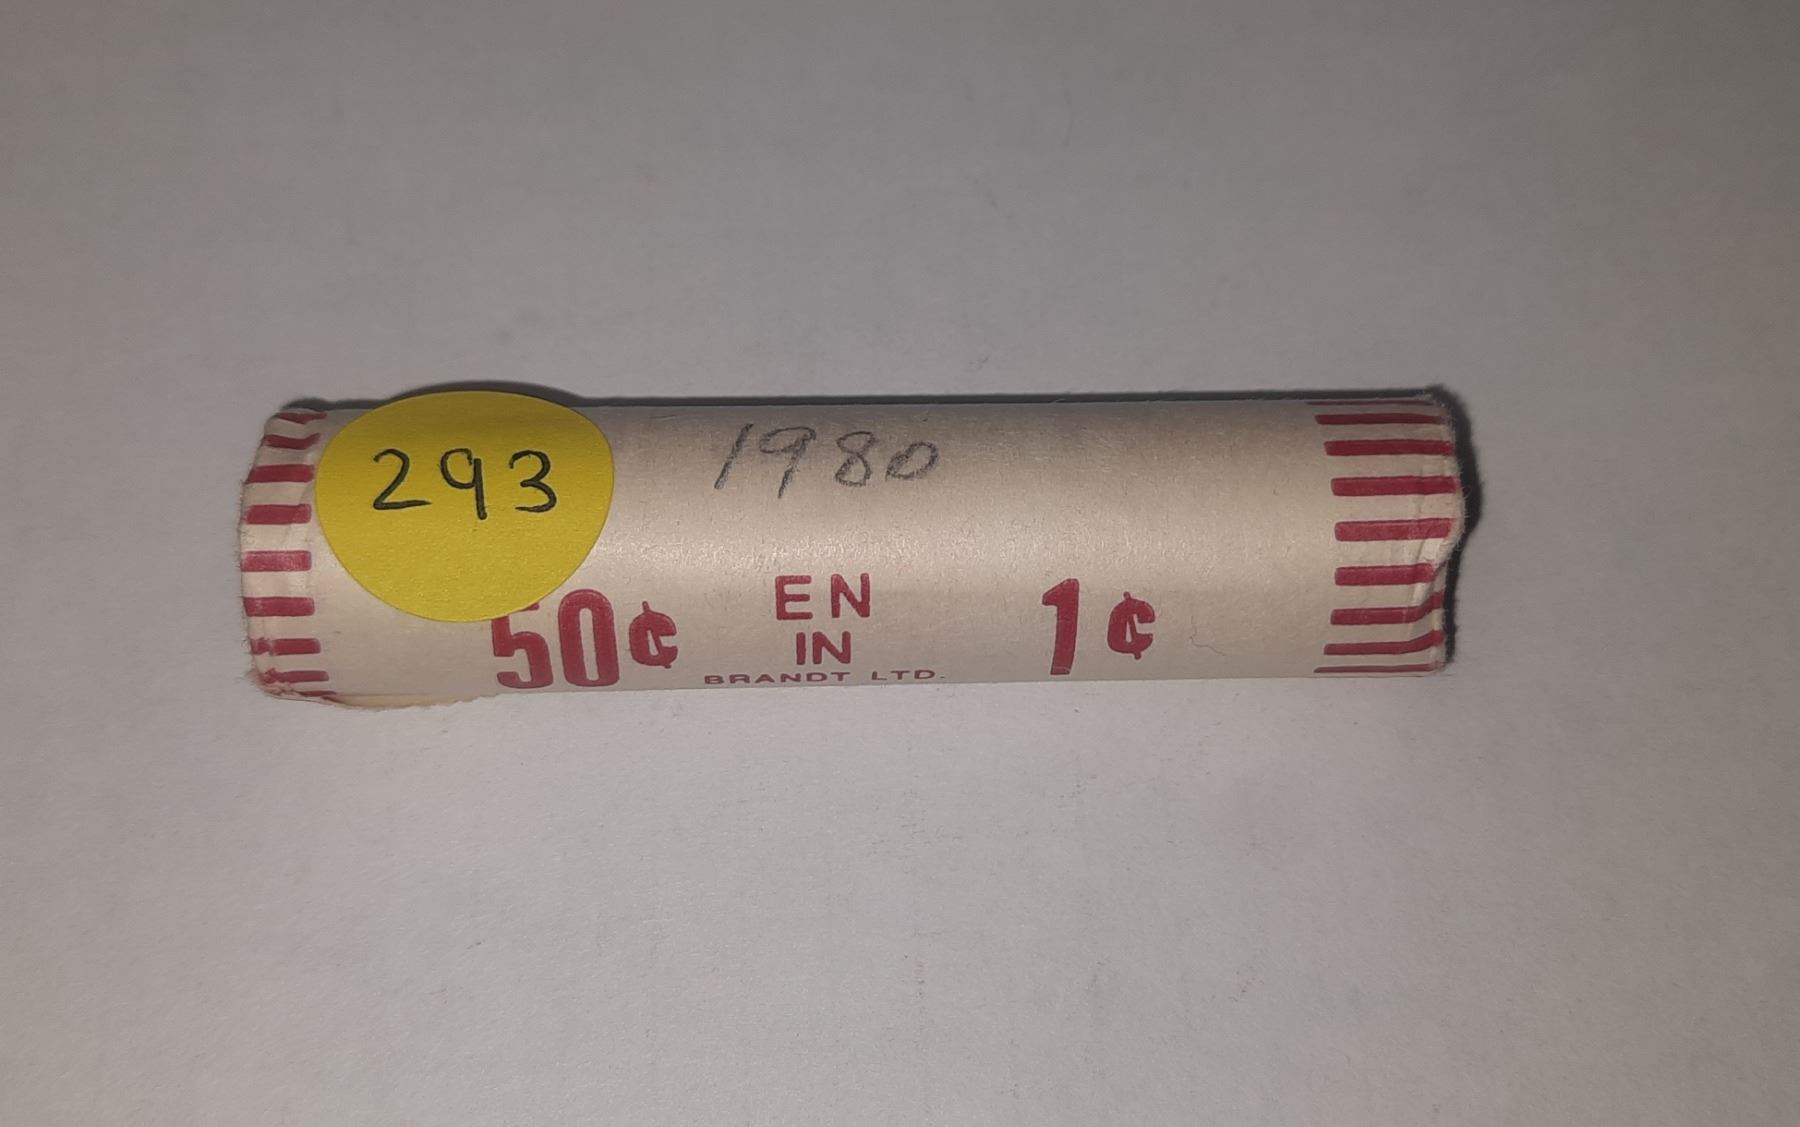 293
1980
50¢ EN IN 1¢
BRANDT LTD.